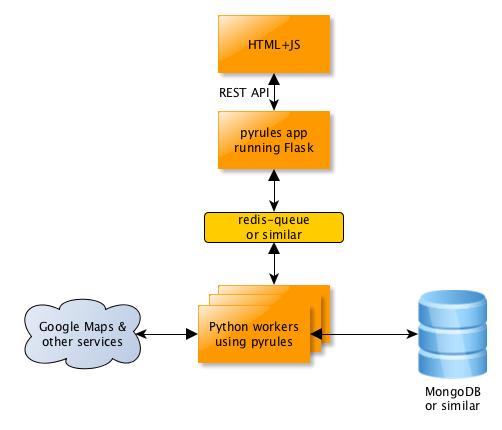 HTML+JS
REST API
pyrules app
running Flask
redis-queue
or similar
Google Maps &
other services
Python workers
using pyrules
MongoDB
or similar